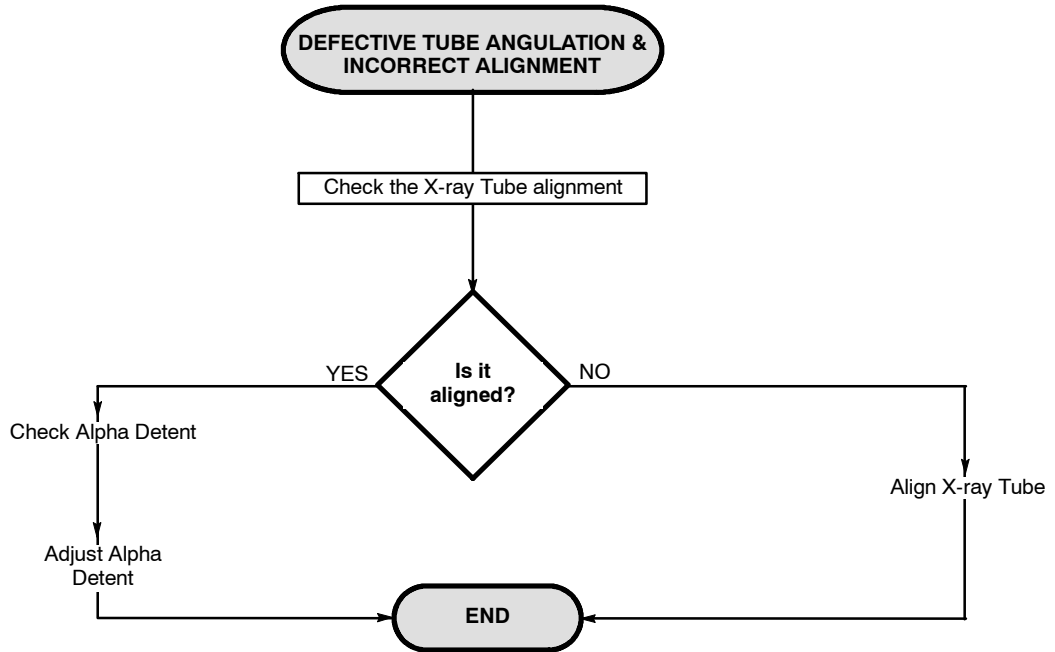 DEFECTIVE TUBE ANGULATION &
INCORRECT ALIGNMENT
Check the X-ray Tube alignment
YES
Is it
aligned?
NO
Check Alpha Detent
Align X-ray Tube
Adjust Alpha
Detent
END